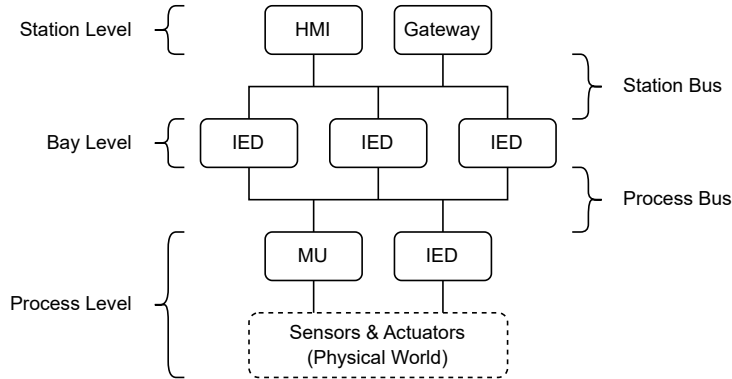 Station Level
HMI
Gateway
Station Bus
Bay Level
IED
IED
IED
Process Bus
MU
IED
Process Level
Sensors & Actuators
(Physical World)